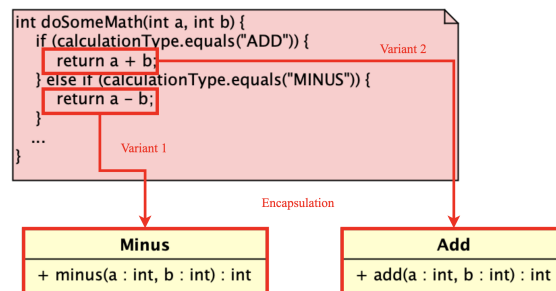 int doSomeMath(int a, int b) {
if (calculationType.equals("ADD")) {
return a + b;
} else if (calculationType.equals("MINUS")) {
return a - b;
}
...
}
Variant 2
Variant 1
Encapsulation
Minus
+ minus(a : int, b : int) : int
Add
+ add(a : int, b : int) : int